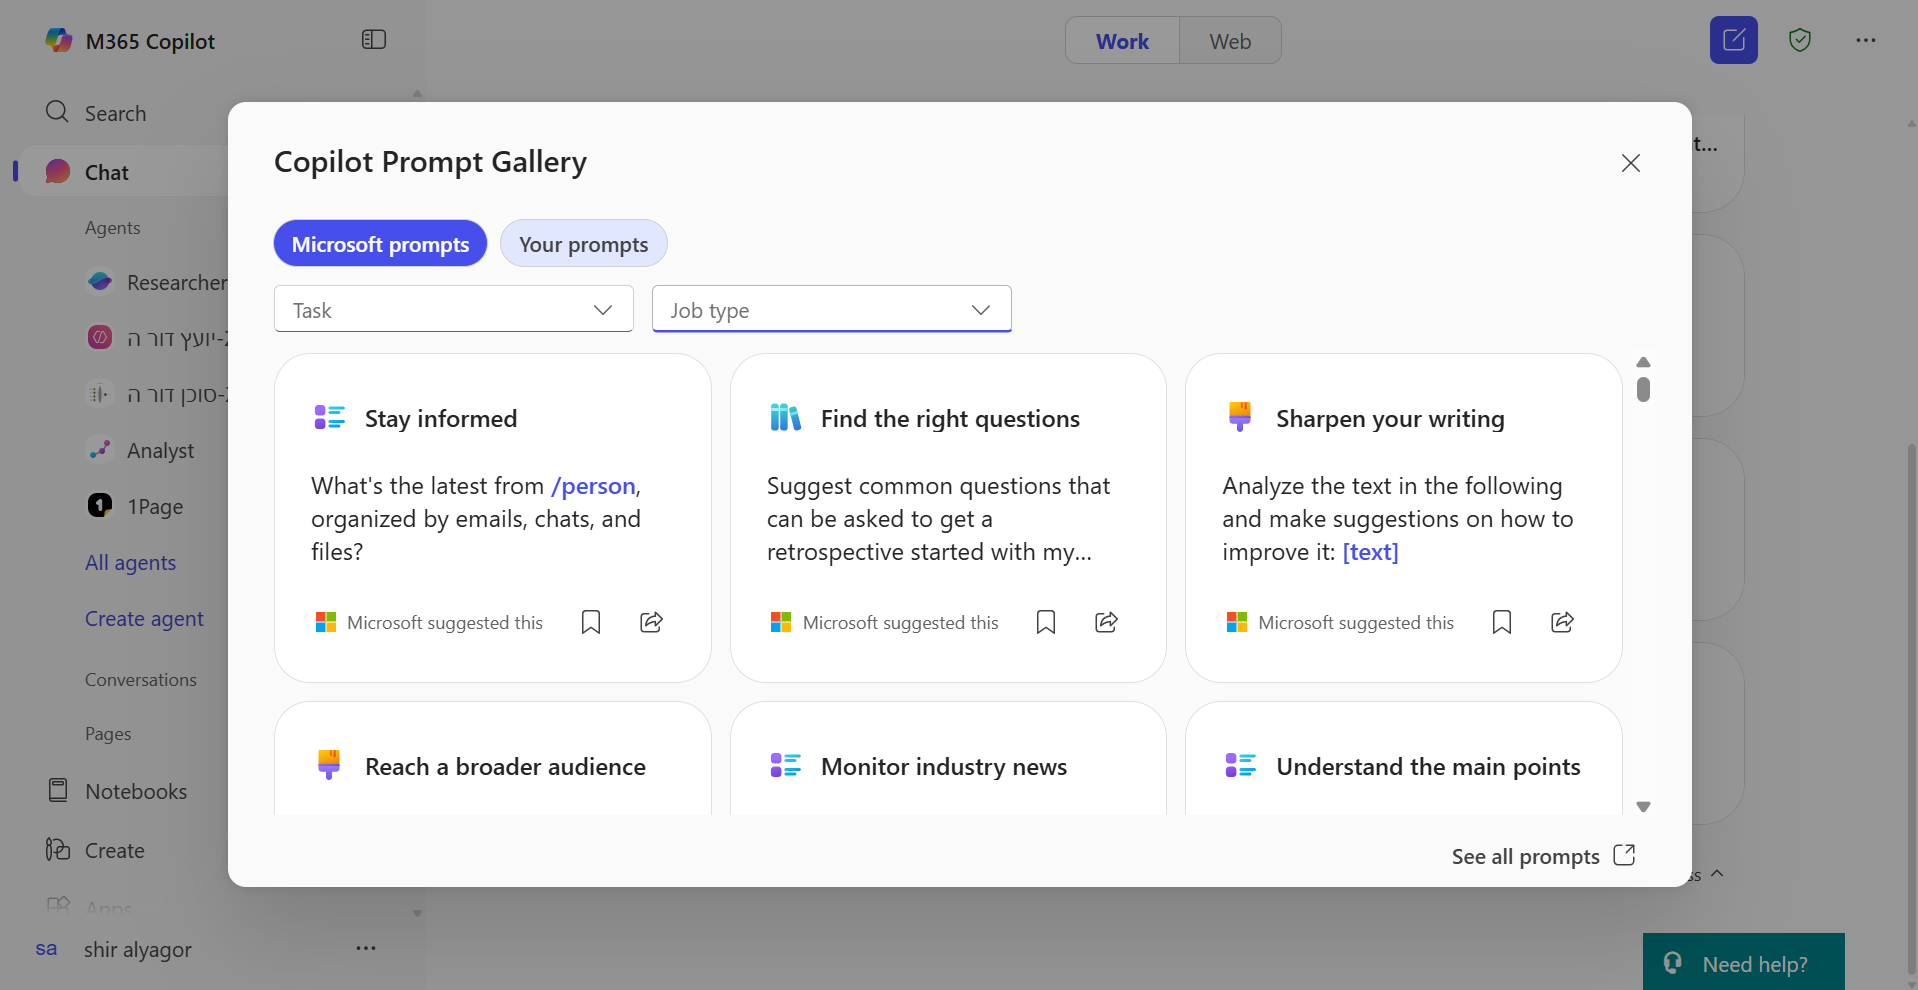 M365 Copilot
Work
Web
Search
Chat
Agents
Researcher
יועץ דור ה-
סוכן דור ה-
Analyst
1Page
All agents
Create agent
Conversations
Pages
Notebooks
Create
Apps
sa
shir alyagor
Copilot Prompt Gallery
Microsoft prompts
Your prompts
Task
Job type
Stay informed
What's the latest from /person,
organized by emails, chats, and
files?
Microsoft suggested this
Find the right questions
Suggest common questions that
can be asked to get a
retrospective started with my...
Microsoft suggested this
Sharpen your writing
Analyze the text in the following
and make suggestions on how to
improve it: [text]
Microsoft suggested this
Reach a broader audience
Monitor industry news
Understand the main points
See all prompts
Need help?